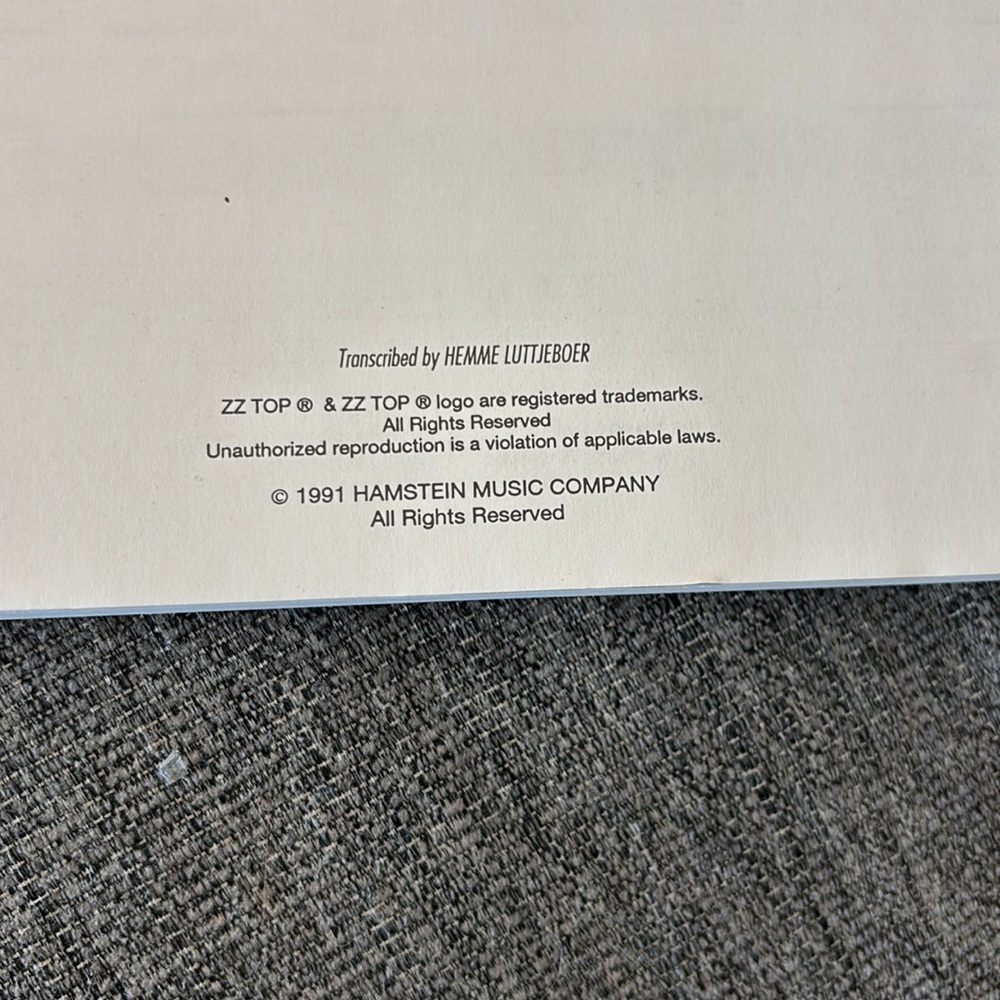 Transcribed by HEMME LUTTJEBOER
ZZ TOP ® & ZZ TOP ® logo are registered trademarks.
All Rights Reserved
Unauthorized reproduction is a violation of applicable laws.
© 1991 HAMSTEIN MUSIC COMPANY
All Rights Reserved